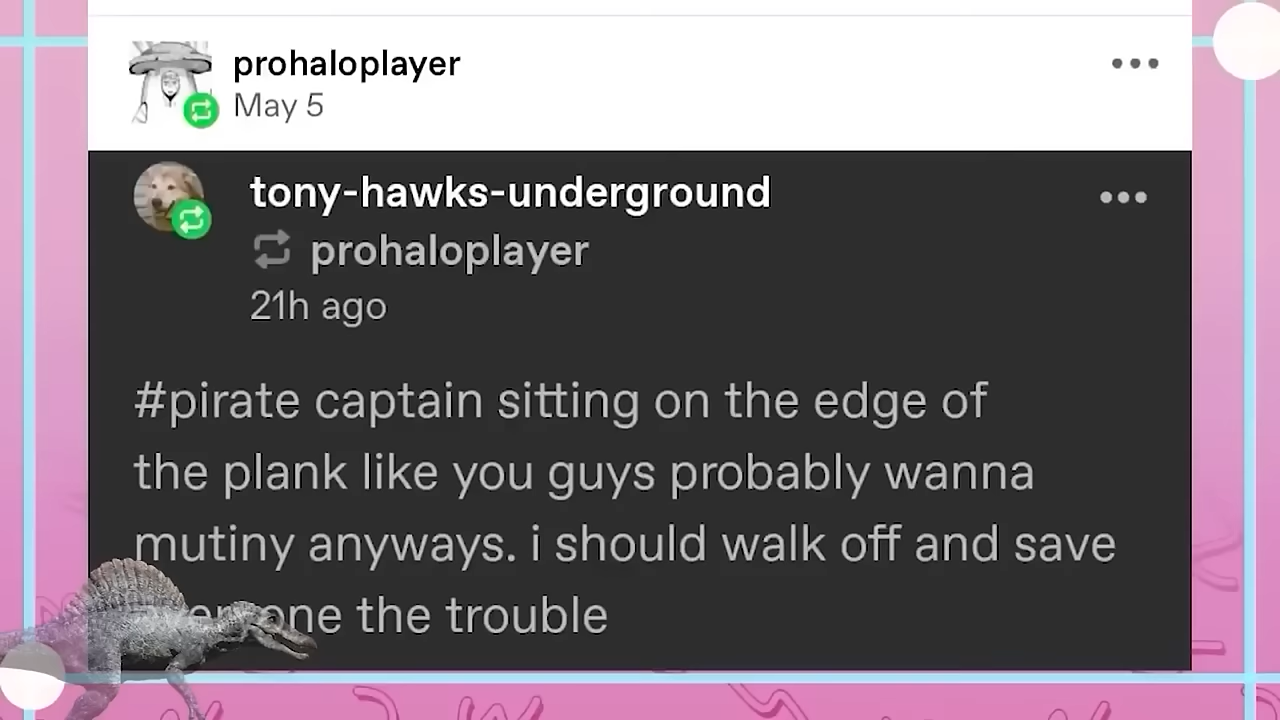 prohaloplayer
May 5
tony-hawks-underground
prohaloplayer
21h ago
#pirate captain sitting on the edge of
the plank like you guys probably wanna
mutiny anyways. i should walk off and save
everyone the trouble